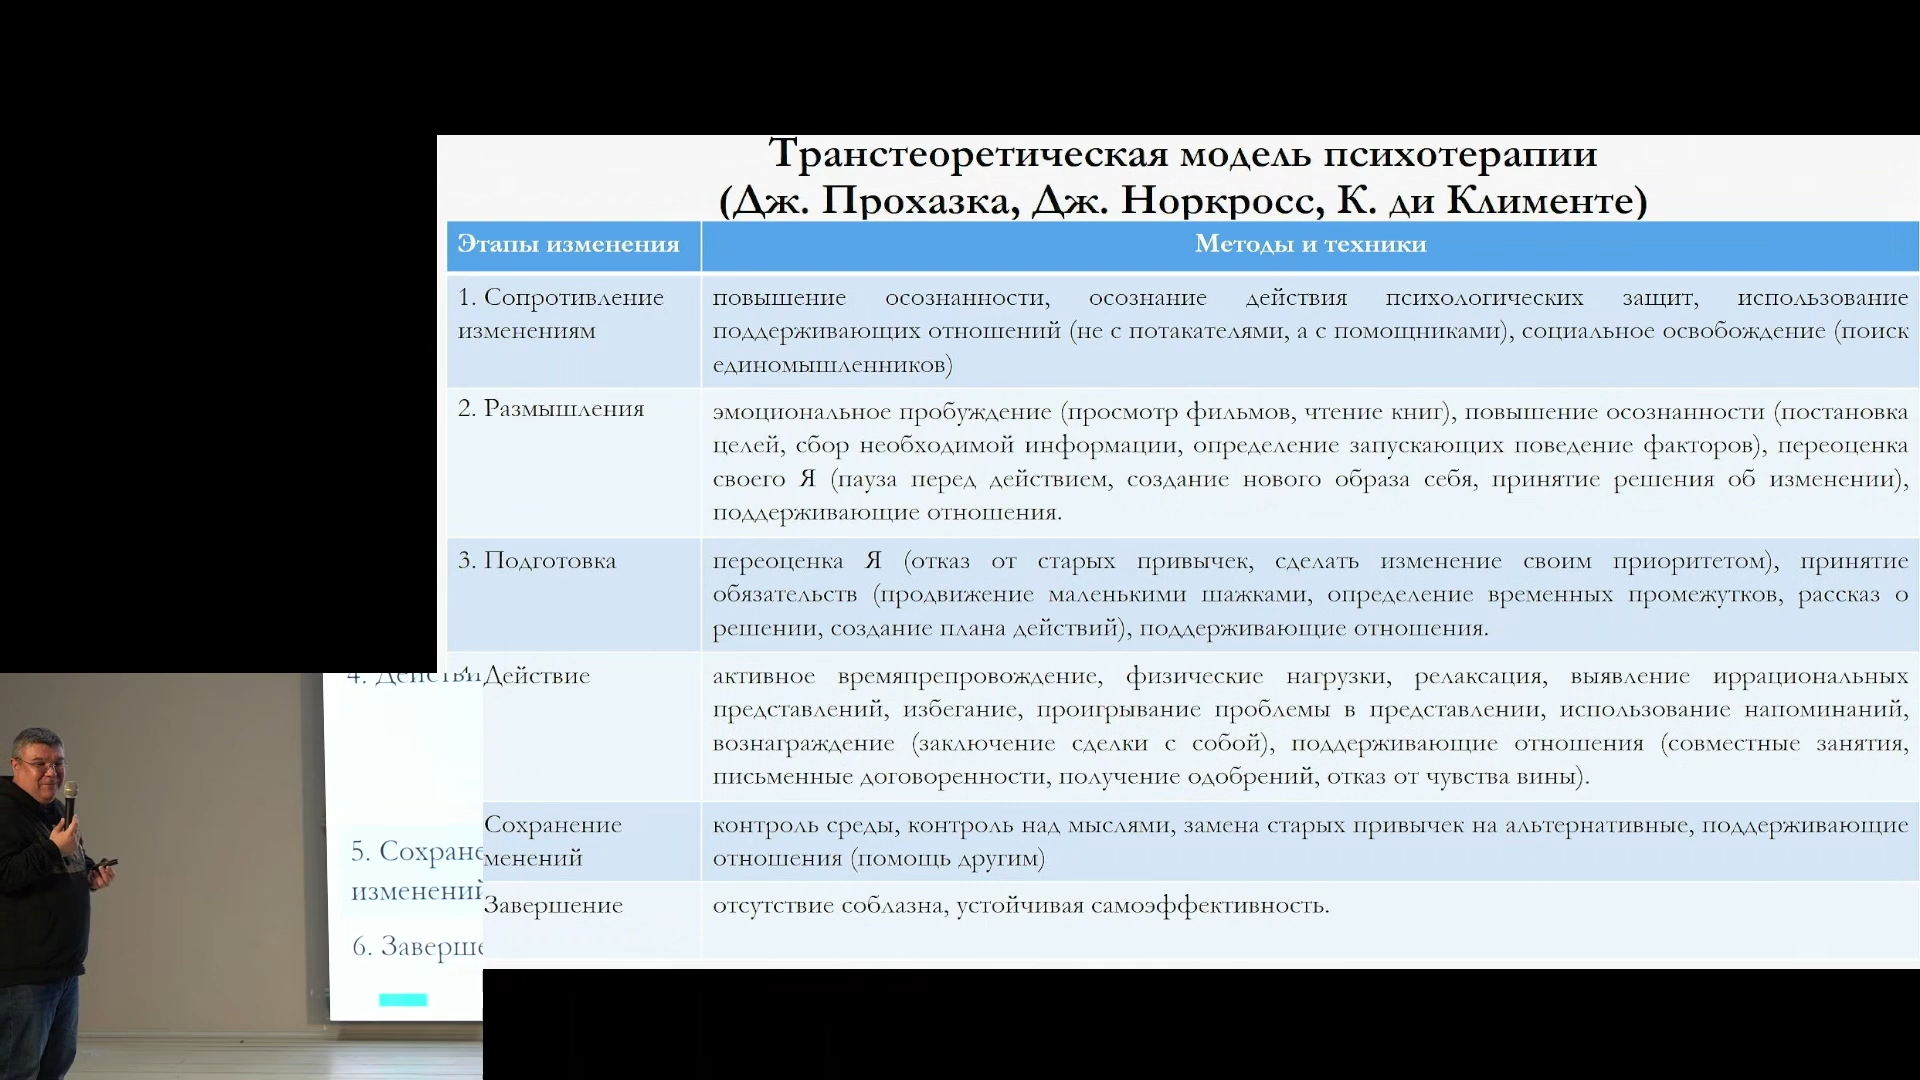 Транстеоретическая модель психотерапии
(Дж. Прохазка, Дж. Норкросс, К. ди Клименте)
Этапы изменения
Методы и техники
1. Сопротивление
изменениям
повышение осознанности, осознание действия психологических защит, использование
поддерживающих отношений (не с потакателями, а с помощниками), социальное освобождение (поиск
единомышленников)
2. Размышления
эмоциональное пробуждение (просмотр фильмов, чтение книг), повышение осознанности (постановка
целей, сбор необходимой информации, определение запускающих поведение факторов), переоценка
своего Я (пауза перед действием, создание нового образа себя, принятие решения об изменении),
поддерживающие отношения.
3. Подготовка
переоценка Я (отказ от старых привычек, сделать изменение своим приоритетом), принятие
обязательств (продвижение маленькими шажками, определение временных промежутков, рассказ о
решении, создание плана действий), поддерживающие отношения.
Действие
активное времяпрепровождение, физические нагрузки, релаксация, выявление иррациональных
представлений, избегание, проигрывание проблемы в представлении, использование напоминаний,
вознаграждение (заключение сделки с собой), поддерживающие отношения (совместные занятия,
письменные договоренности, получение одобрений, отказ от чувства вины).
Сохранение
менений
контроль среды, контроль над мыслями, замена старых привычек на альтернативные, поддерживающие
отношения (помощь другим)
Завершение
отсутствие соблазна, устойчивая самоэффективность.
4. Действи
5. Сохране
изменений
6. Заверше